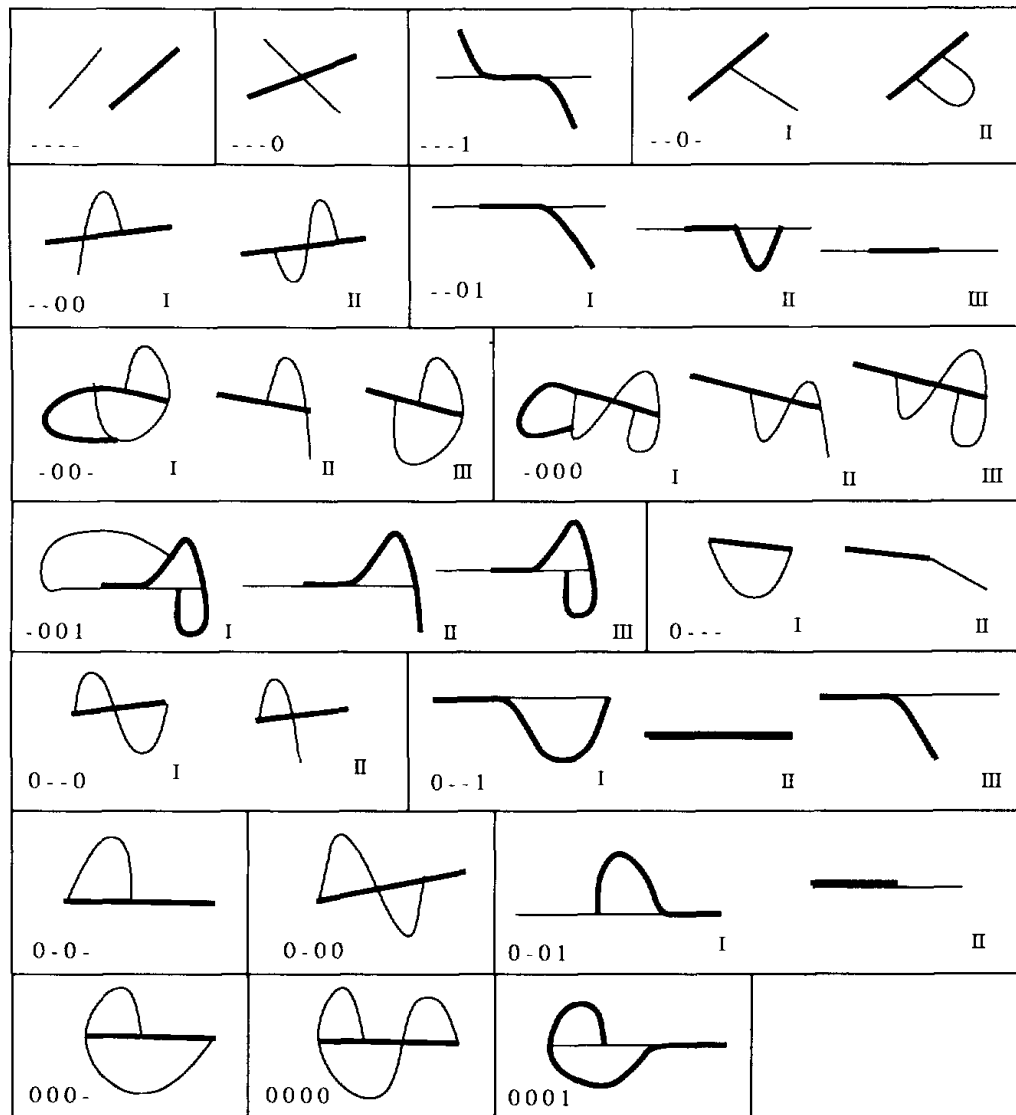 - - - -
- - - 0
- - - 1
- - 0 - I II
- - 0 0 I II
- - 0 1 I II III
- 0 0 - I II III
- 0 0 0 I II III
- 0 0 1 I II III
0 - - - I II
0 - - 0 I II
0 - - 1 I II III
0 - 0 -
0 - 0 0
0 - 0 1 I II
0 0 0 -
0 0 0 0
0 0 0 1